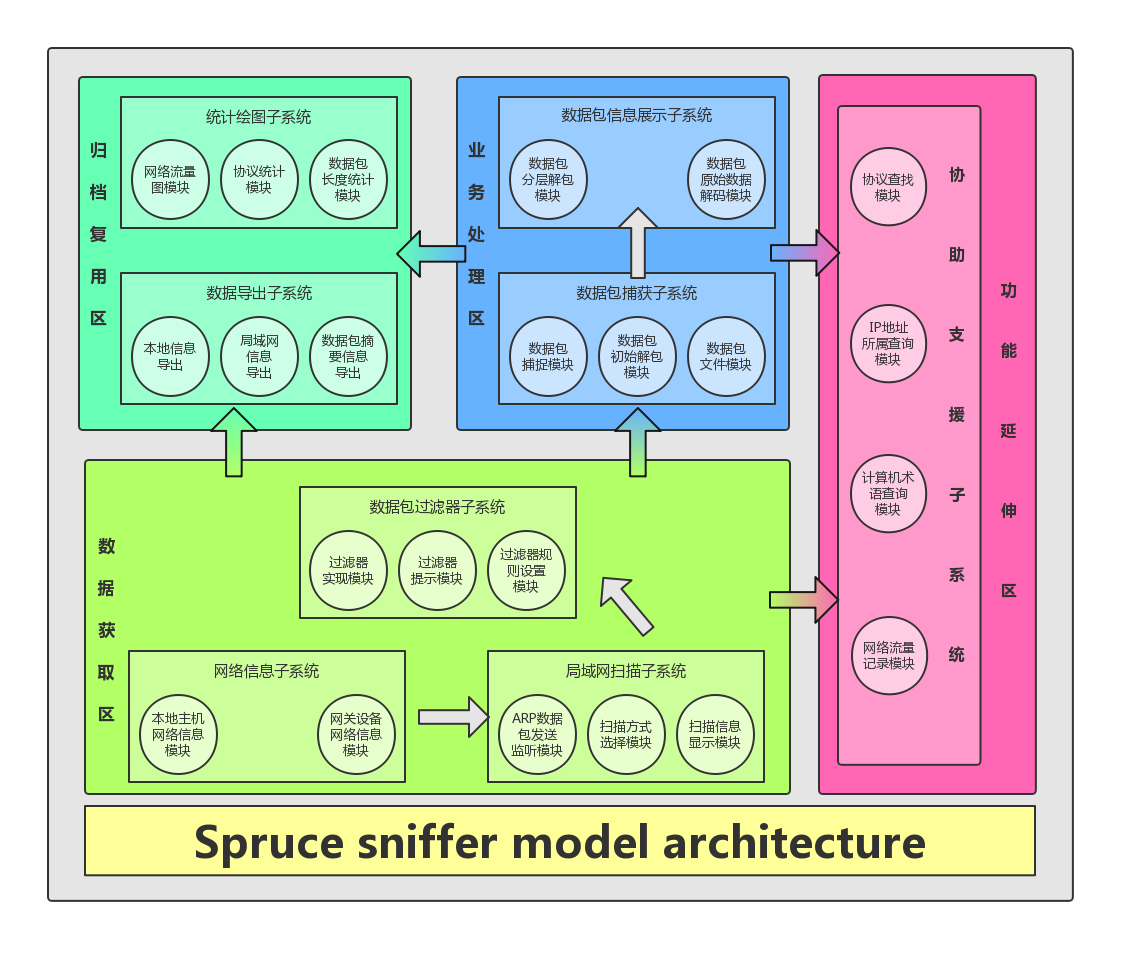 归档复用区
统计绘图子系统
网络流量
图模块
协议统计
模块
数据包
长度统计
模块
数据导出子系统
本地信息
导出
局域网
信息
导出
数据包摘
要信息
导出
业务处理区
数据包信息展示子系统
数据包
分层解包
模块
数据包
原始数据
解码模块
数据包捕获子系统
数据包
捕捉模块
数据包
初始解包
模块
数据包
文件模块
协助支援子系统
协议查找
模块
IP地址
所属查询
模块
计算机术
语查询
模块
网络流量
记录模块
功能延伸区
数据获取区
数据包过滤器子系统
过滤器
实现模块
过滤器
提示模块
过滤器规
则设置
模块
网络信息子系统
本地主机
网络信息
模块
网关设备
网络信息
模块
局域网扫描子系统
ARP数据
包发送
监听模块
扫描方式
选择模块
扫描信息
显示模块
Spruce sniffer model architecture